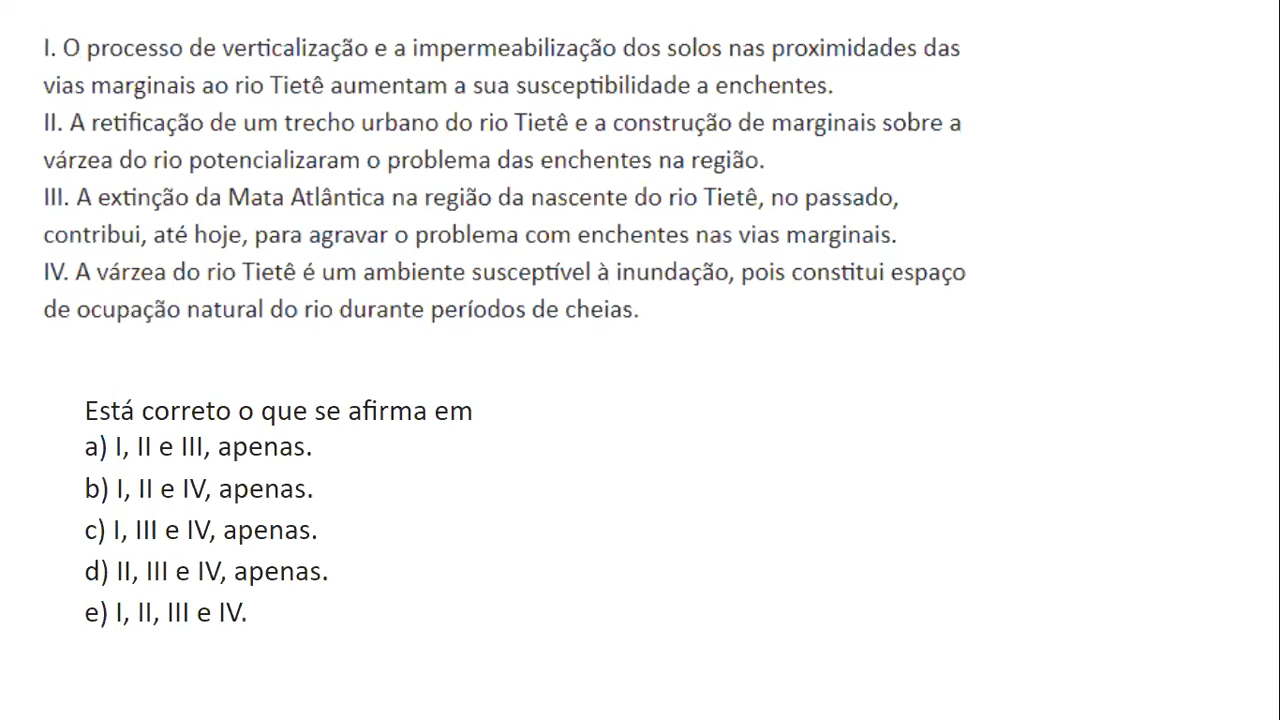 I. O processo de verticalização e a impermeabilização dos solos nas proximidades das
vias marginais ao rio Tietê aumentam a sua susceptibilidade a enchentes.
II. A retificação de um trecho urbano do rio Tietê e a construção de marginais sobre a
várzea do rio potencializaram o problema das enchentes na região.
III. A extinção da Mata Atlântica na região da nascente do rio Tietê, no passado,
contribui, até hoje, para agravar o problema com enchentes nas vias marginais.
IV. A várzea do rio Tietê é um ambiente susceptível à inundação, pois constitui espaço
de ocupação natural do rio durante períodos de cheias.
Está correto o que se afirma em
a) I, II e III, apenas.
b) I, II e IV, apenas.
c) I, III e IV, apenas.
d) II, III e IV, apenas.
e) I, II, III e IV.